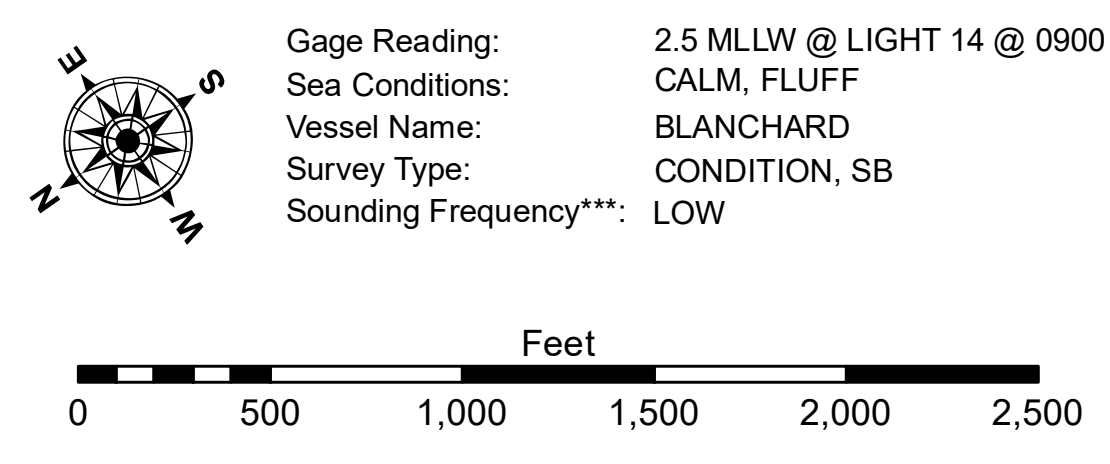 E
S
N
W
Gage Reading: 2.5 MLLW @ LIGHT 14 @ 0900
Sea Conditions: CALM, FLUFF
Vessel Name: BLANCHARD
Survey Type: CONDITION, SB
Sounding Frequency***: LOW
Feet
0 500 1,000 1,500 2,000 2,500